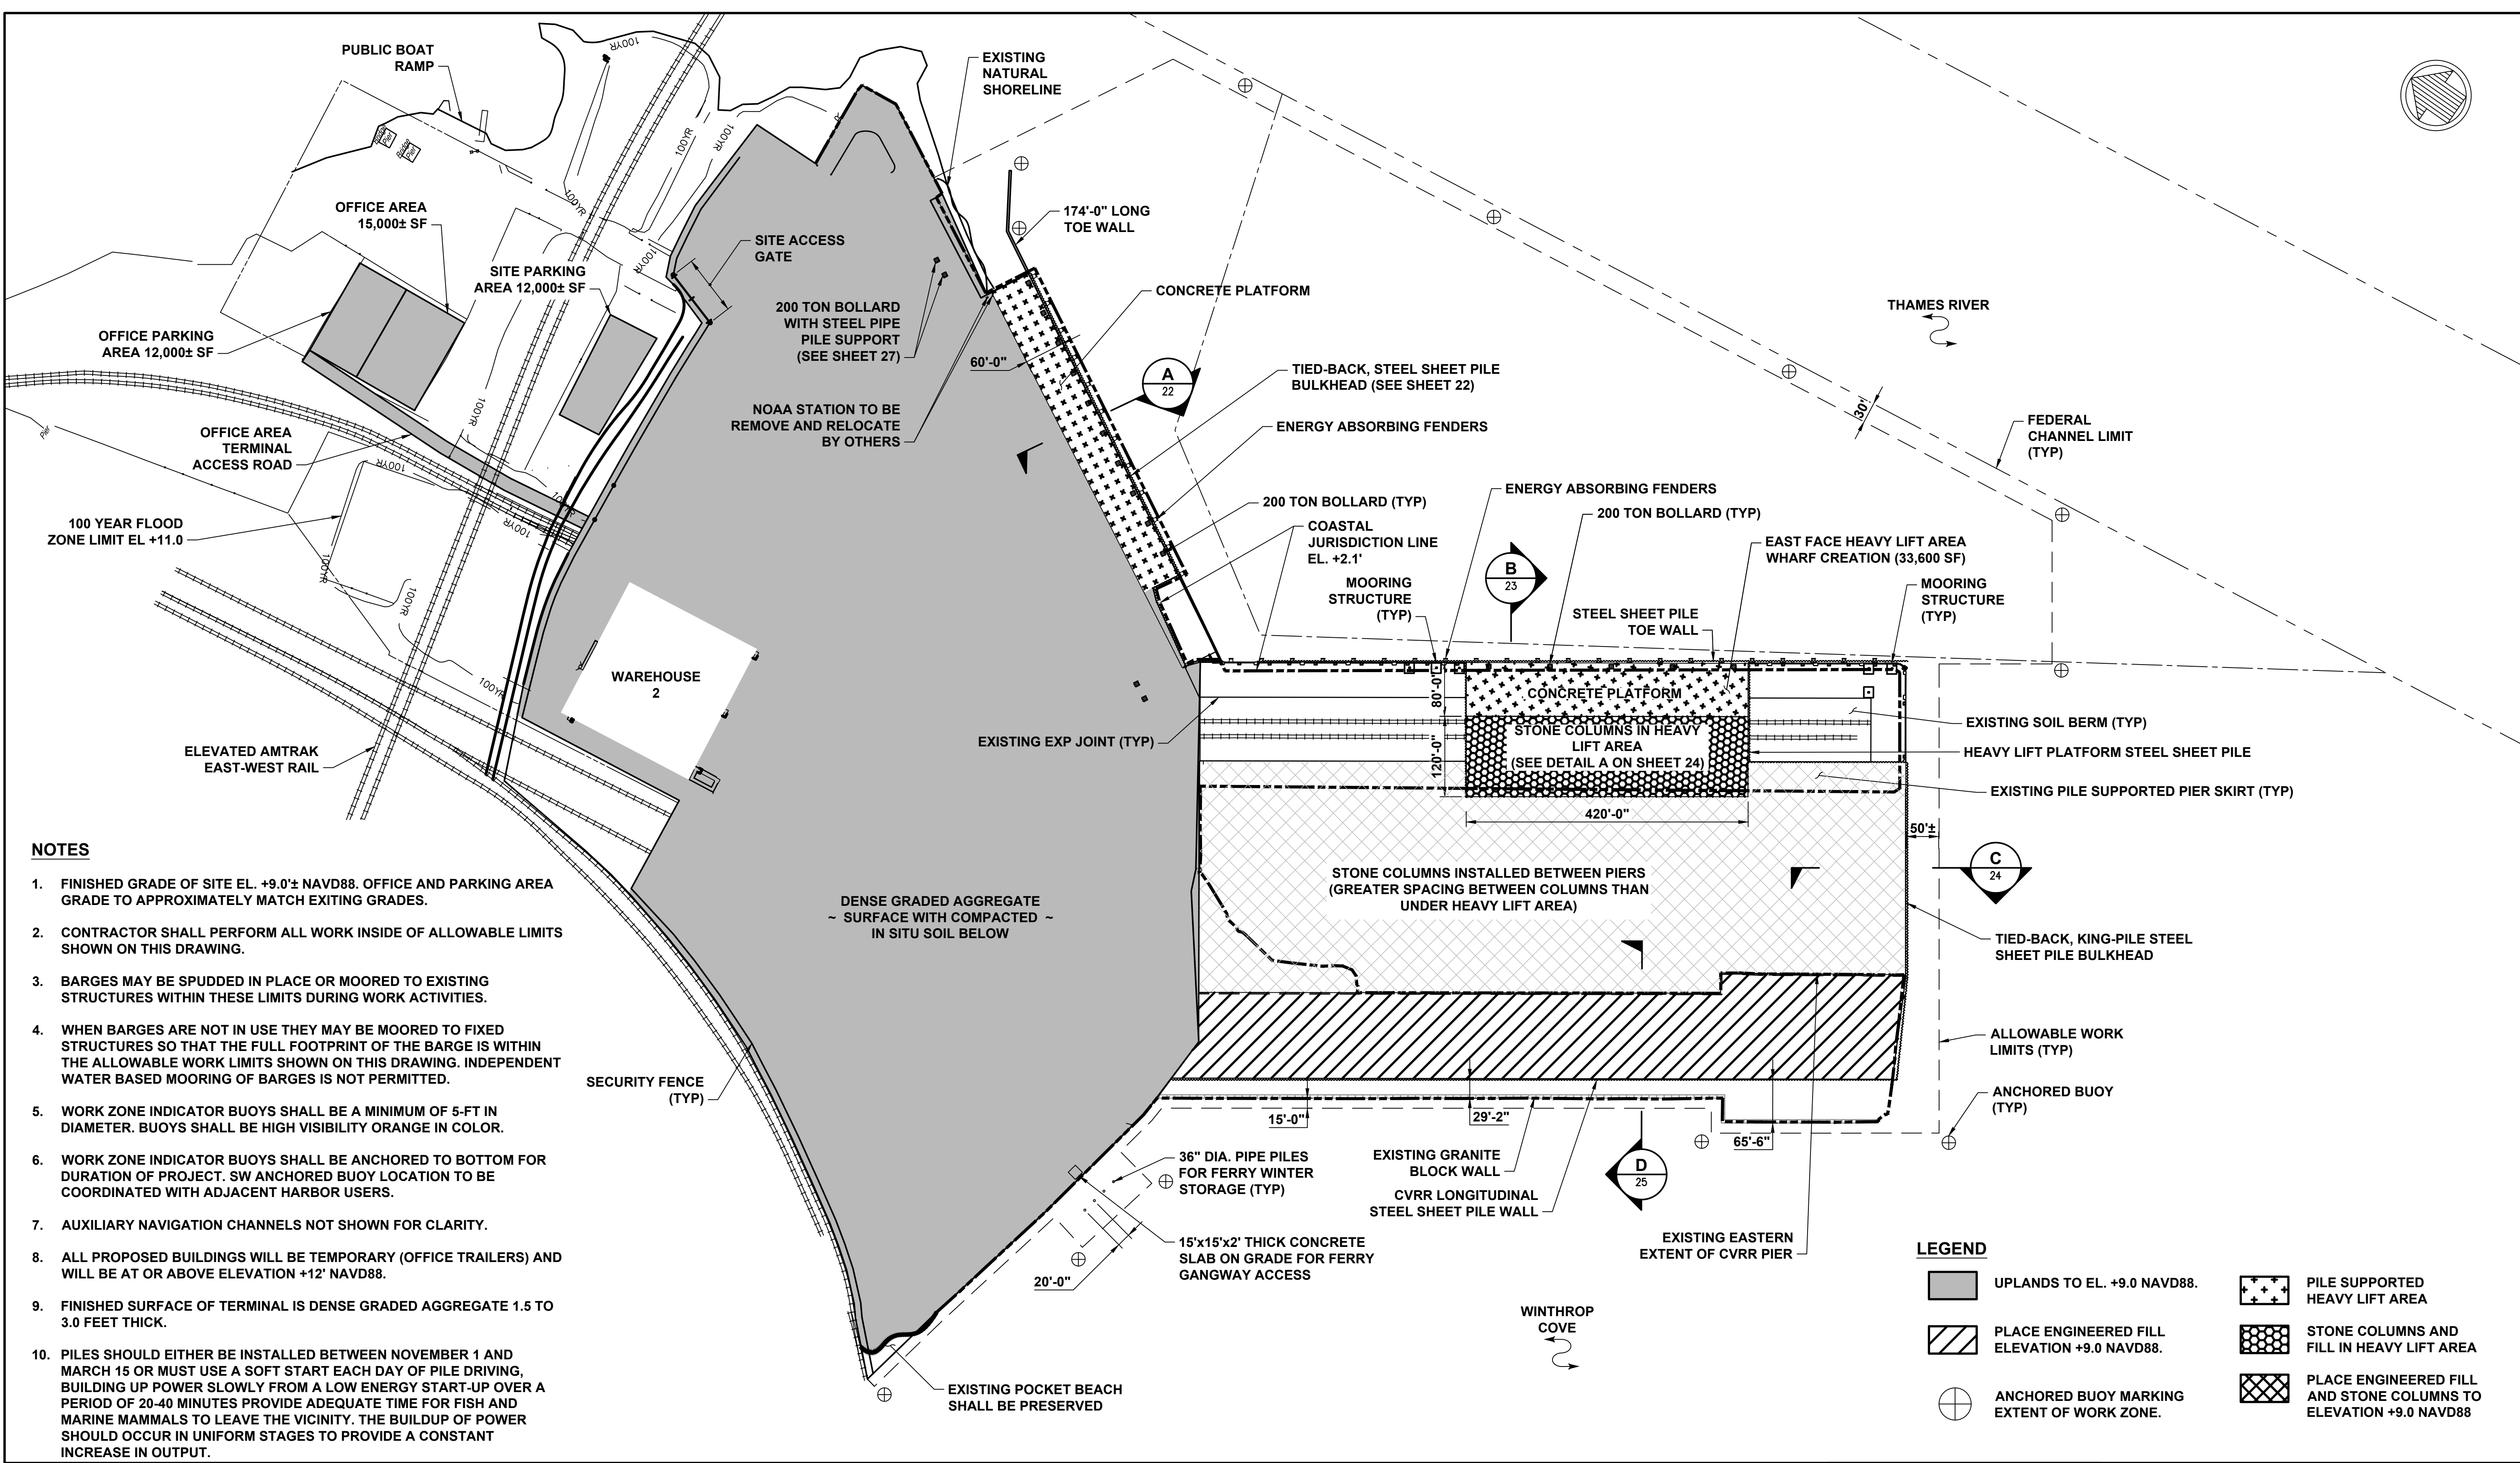 PUBLIC BOAT
RAMP
100YR
EXISTING
NATURAL
SHORELINE
Bridge
Pier
Bridge
Pier
100YR
100YR
100YR
100YR
OFFICE AREA
15,000± SF
174'-0" LONG
TOE WALL
SITE ACCESS
GATE
SITE PARKING
AREA 12,000± SF
CONCRETE PLATFORM
THAMES RIVER
200 TON BOLLARD
WITH STEEL PIPE
PILE SUPPORT
(SEE SHEET 27)
OFFICE PARKING
AREA 12,000± SF
60'-0"
A
22
TIED-BACK, STEEL SHEET PILE
BULKHEAD (SEE SHEET 22)
30'
NOAA STATION TO BE
REMOVE AND RELOCATE
BY OTHERS
ENERGY ABSORBING FENDERS
FEDERAL
CHANNEL LIMIT
(TYP)
Pier
100YR
OFFICE AREA
TERMINAL
ACCESS ROAD
100YR
100YR
100YR
200 TON BOLLARD (TYP)
ENERGY ABSORBING FENDERS
200 TON BOLLARD (TYP)
100 YEAR FLOOD
ZONE LIMIT EL +11.0
COASTAL
JURISDICTION LINE
EL. +2.1'
EAST FACE HEAVY LIFT AREA
WHARF CREATION (33,600 SF)
100YR
100YR
B
23
MOORING
STRUCTURE
(TYP)
MOORING
STRUCTURE
(TYP)
STEEL SHEET PILE
TOE WALL
WAREHOUSE
2
100YR
80'-0"
CONCRETE PLATFORM
EXISTING SOIL BERM (TYP)
EXISTING EXP JOINT (TYP)
STONE COLUMNS IN HEAVY
LIFT AREA
(SEE DETAIL A ON SHEET 24)
120'-0"
HEAVY LIFT PLATFORM STEEL SHEET PILE
ELEVATED AMTRAK
EAST-WEST RAIL
EXISTING PILE SUPPORTED PIER SKIRT (TYP)
420'-0"
50'±
C
24
STONE COLUMNS INSTALLED BETWEEN PIERS
(GREATER SPACING BETWEEN COLUMNS THAN
UNDER HEAVY LIFT AREA)
DENSE GRADED AGGREGATE
~ SURFACE WITH COMPACTED ~
IN SITU SOIL BELOW
TIED-BACK, KING-PILE STEEL
SHEET PILE BULKHEAD
ALLOWABLE WORK
LIMITS (TYP)
SECURITY FENCE
(TYP)
ANCHORED BUOY
(TYP)
15'-0"
29'-2"
65'-6"
36" DIA. PIPE PILES
FOR FERRY WINTER
STORAGE (TYP)
EXISTING GRANITE
BLOCK WALL
D
25
CVRR LONGITUDINAL
STEEL SHEET PILE WALL
EXISTING EASTERN
EXTENT OF CVRR PIER
15'x15'x2' THICK CONCRETE
SLAB ON GRADE FOR FERRY
GANGWAY ACCESS
20'-0"
WINTHROP
COVE
EXISTING POCKET BEACH
SHALL BE PRESERVED
NOTES
1. FINISHED GRADE OF SITE EL. +9.0'± NAVD88. OFFICE AND PARKING AREA
GRADE TO APPROXIMATELY MATCH EXITING GRADES.
2. CONTRACTOR SHALL PERFORM ALL WORK INSIDE OF ALLOWABLE LIMITS
SHOWN ON THIS DRAWING.
3. BARGES MAY BE SPUDDED IN PLACE OR MOORED TO EXISTING
STRUCTURES WITHIN THESE LIMITS DURING WORK ACTIVITIES.
4. WHEN BARGES ARE NOT IN USE THEY MAY BE MOORED TO FIXED
STRUCTURES SO THAT THE FULL FOOTPRINT OF THE BARGE IS WITHIN
THE ALLOWABLE WORK LIMITS SHOWN ON THIS DRAWING. INDEPENDENT
WATER BASED MOORING OF BARGES IS NOT PERMITTED.
5. WORK ZONE INDICATOR BUOYS SHALL BE A MINIMUM OF 5-FT IN
DIAMETER. BUOYS SHALL BE HIGH VISIBILITY ORANGE IN COLOR.
6. WORK ZONE INDICATOR BUOYS SHALL BE ANCHORED TO BOTTOM FOR
DURATION OF PROJECT. SW ANCHORED BUOY LOCATION TO BE
COORDINATED WITH ADJACENT HARBOR USERS.
7. AUXILIARY NAVIGATION CHANNELS NOT SHOWN FOR CLARITY.
8. ALL PROPOSED BUILDINGS WILL BE TEMPORARY (OFFICE TRAILERS) AND
WILL BE AT OR ABOVE ELEVATION +12' NAVD88.
9. FINISHED SURFACE OF TERMINAL IS DENSE GRADED AGGREGATE 1.5 TO
3.0 FEET THICK.
10. PILES SHOULD EITHER BE INSTALLED BETWEEN NOVEMBER 1 AND
MARCH 15 OR MUST USE A SOFT START EACH DAY OF PILE DRIVING,
BUILDING UP POWER SLOWLY FROM A LOW ENERGY START-UP OVER A
PERIOD OF 20-40 MINUTES PROVIDE ADEQUATE TIME FOR FISH AND
MARINE MAMMALS TO LEAVE THE VICINITY. THE BUILDUP OF POWER
SHOULD OCCUR IN UNIFORM STAGES TO PROVIDE A CONSTANT
INCREASE IN OUTPUT.
LEGEND
UPLANDS TO EL. +9.0 NAVD88.
PLACE ENGINEERED FILL
ELEVATION +9.0 NAVD88.
ANCHORED BUOY MARKING
EXTENT OF WORK ZONE.
PILE SUPPORTED
HEAVY LIFT AREA
STONE COLUMNS AND
FILL IN HEAVY LIFT AREA
PLACE ENGINEERED FILL
AND STONE COLUMNS TO
ELEVATION +9.0 NAVD88